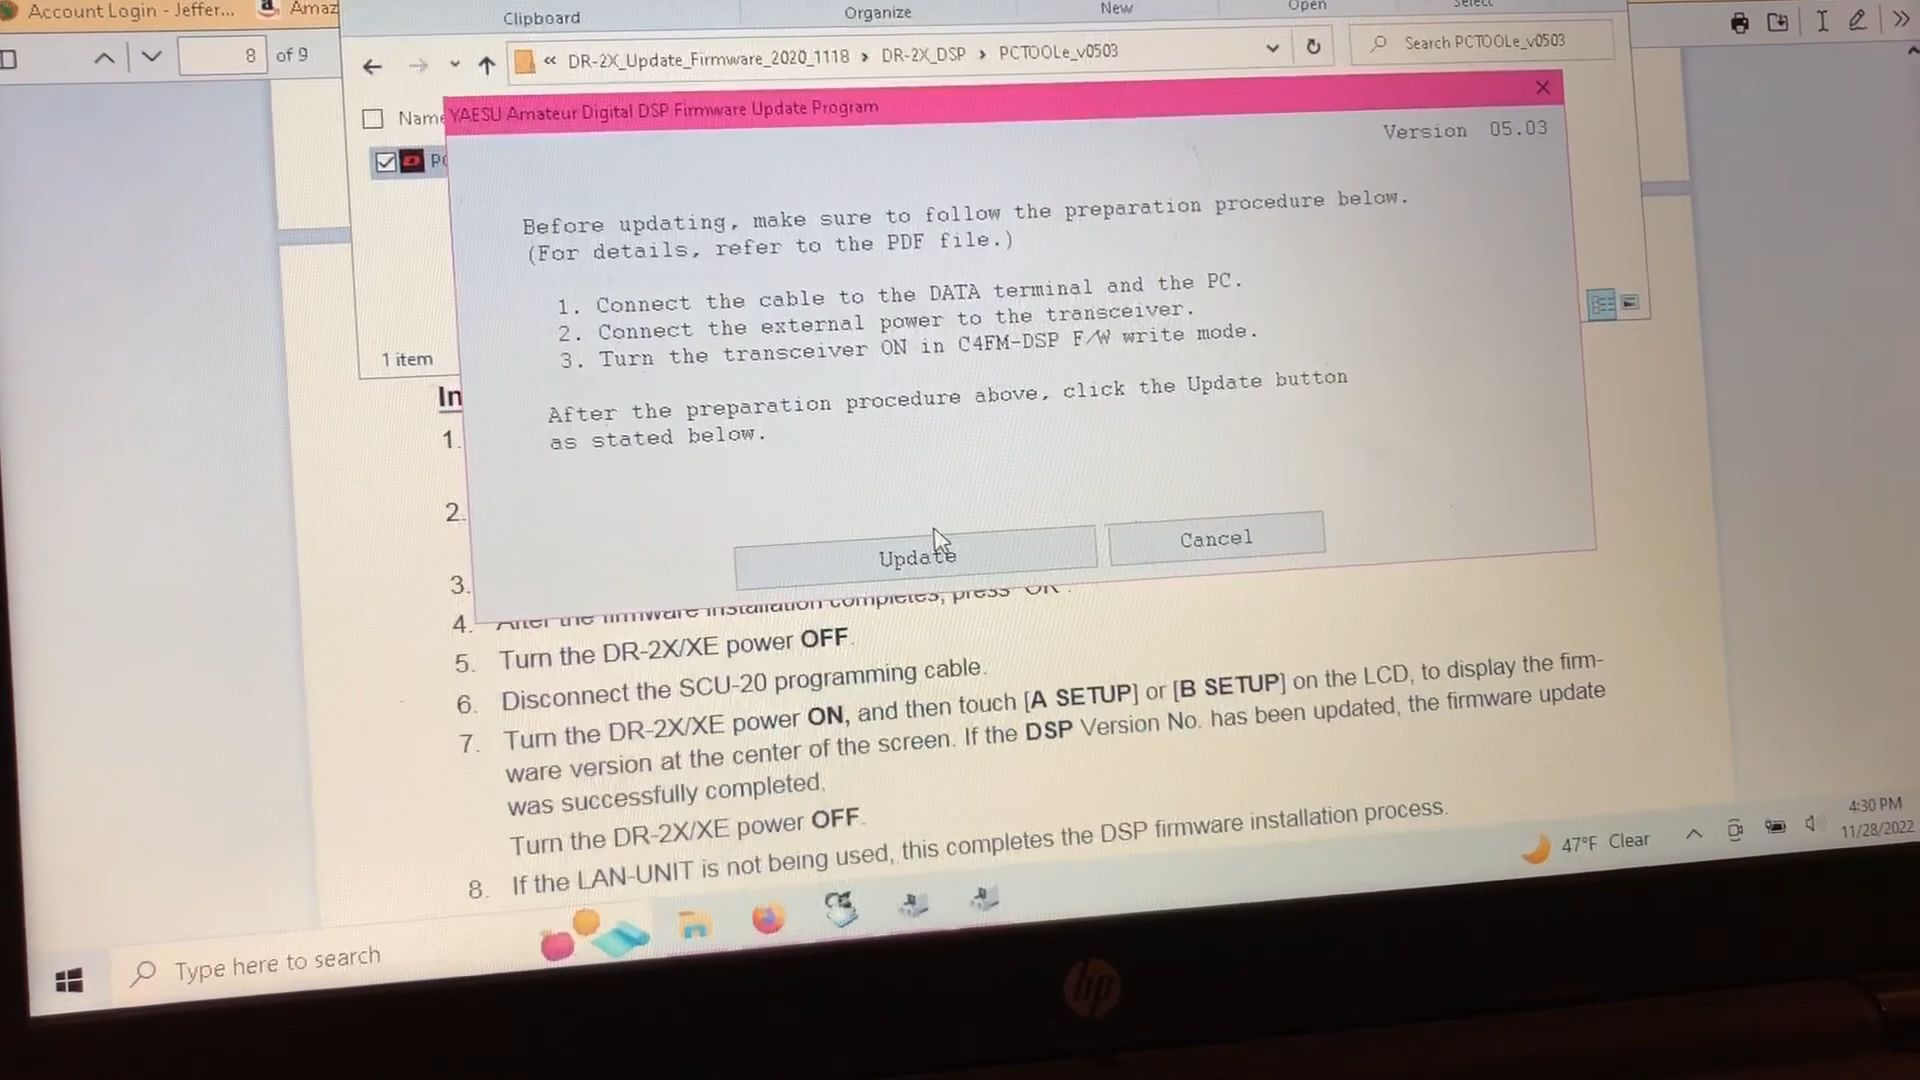 Account Login - Jeffer...
Amaz
Clipboard
Organize
New
Open
Select
8 of 9
« DR-2X_Update_Firmware_2020_1118 › DR-2X_DSP › PCTOOLe_v0503
Search PCTOOLe_v0503
Name
YAESU Amateur Digital DSP Firmware Update Program
Version 05.03
Before updating, make sure to follow the preparation procedure below.
(For details, refer to the PDF file.)
1. Connect the cable to the DATA terminal and the PC.
2. Connect the external power to the transceiver.
3. Turn the transceiver ON in C4FM-DSP F/W write mode.
1 item
After the preparation procedure above, click the Update button
as stated below.
Update
Cancel
In
1.
2.
3.
4. After the firmware installation completes, press "OK".
5. Turn the DR-2X/XE power OFF.
6. Disconnect the SCU-20 programming cable.
7. Turn the DR-2X/XE power ON, and then touch [A SETUP] or [B SETUP] on the LCD, to display the firm-
ware version at the center of the screen. If the DSP Version No. has been updated, the firmware update
was successfully completed.
Turn the DR-2X/XE power OFF.
8. If the LAN-UNIT is not being used, this completes the DSP firmware installation process.
47°F Clear
4:30 PM
11/28/2022
Type here to search
hp